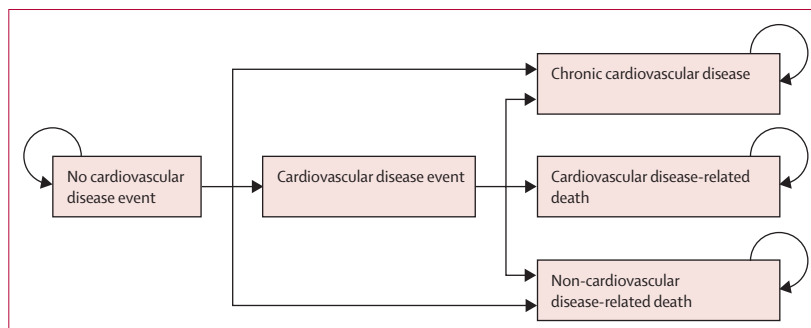 No cardiovascular
disease event
Cardiovascular disease event
Chronic cardiovascular disease
Cardiovascular disease-related
death
Non-cardiovascular
disease-related death